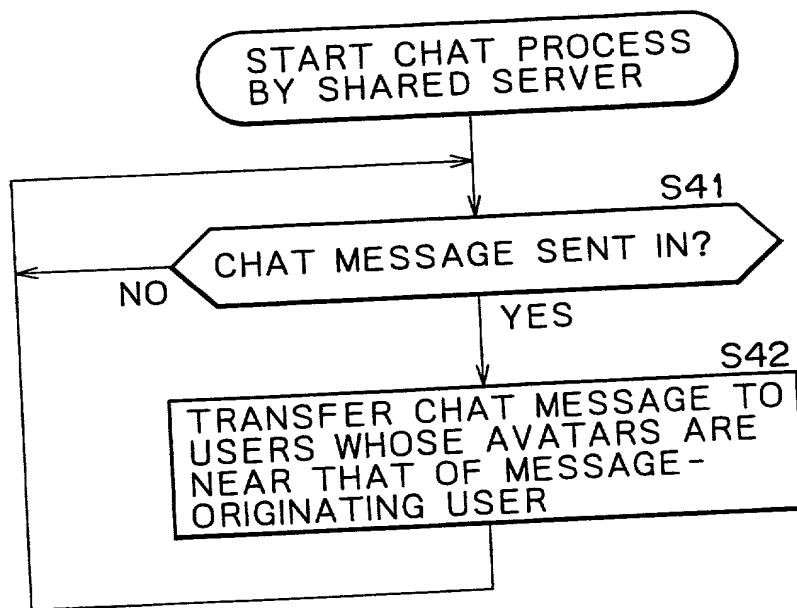 START CHAT PROCESS
BY SHARED SERVER
S41
CHAT MESSAGE SENT IN?
NO
YES
S42
TRANSFER CHAT MESSAGE TO
USERS WHOSE AVATARS ARE
NEAR THAT OF MESSAGE-
ORIGINATING USER